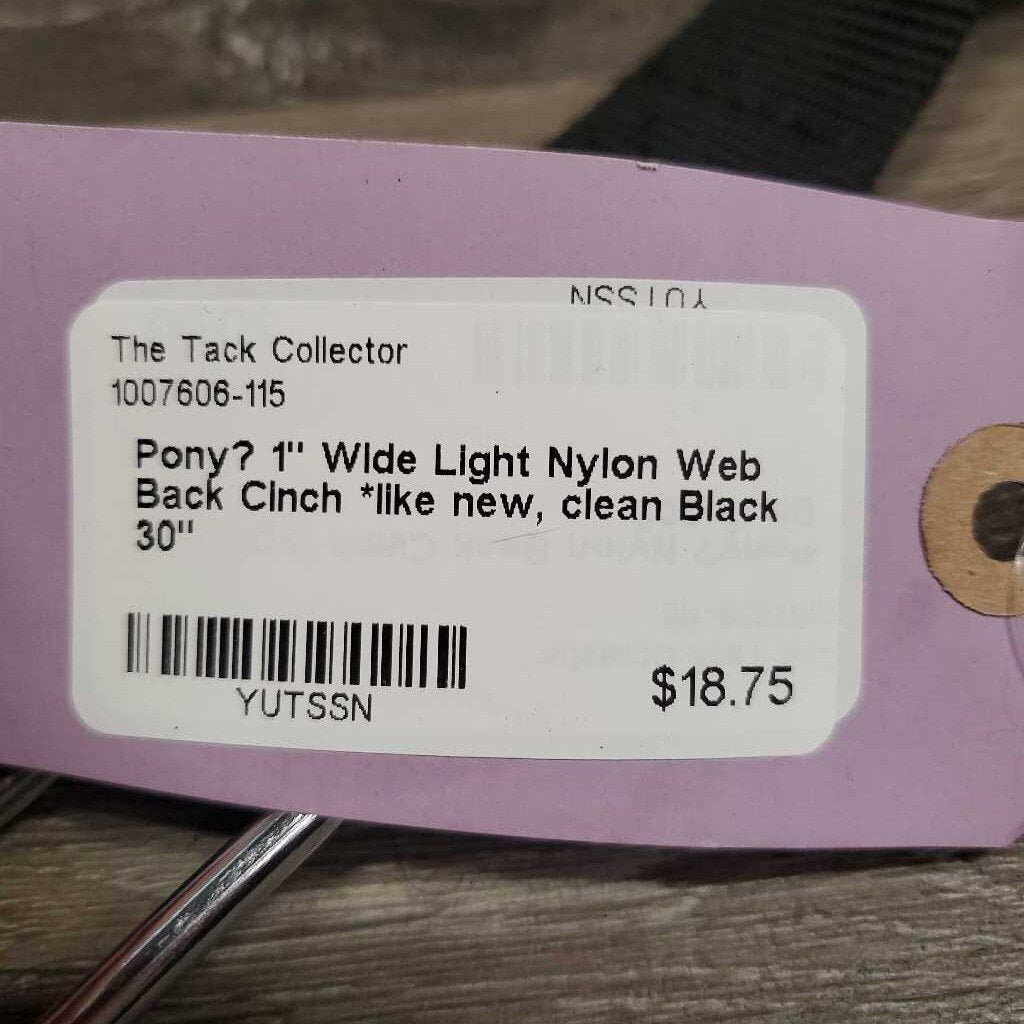 The Tack Collector
1007606-115
Pony? 1" Wide Light Nylon Web
Back Cinch *like new, clean Black
30"
YUTSSN
$18.75
YUTSSN